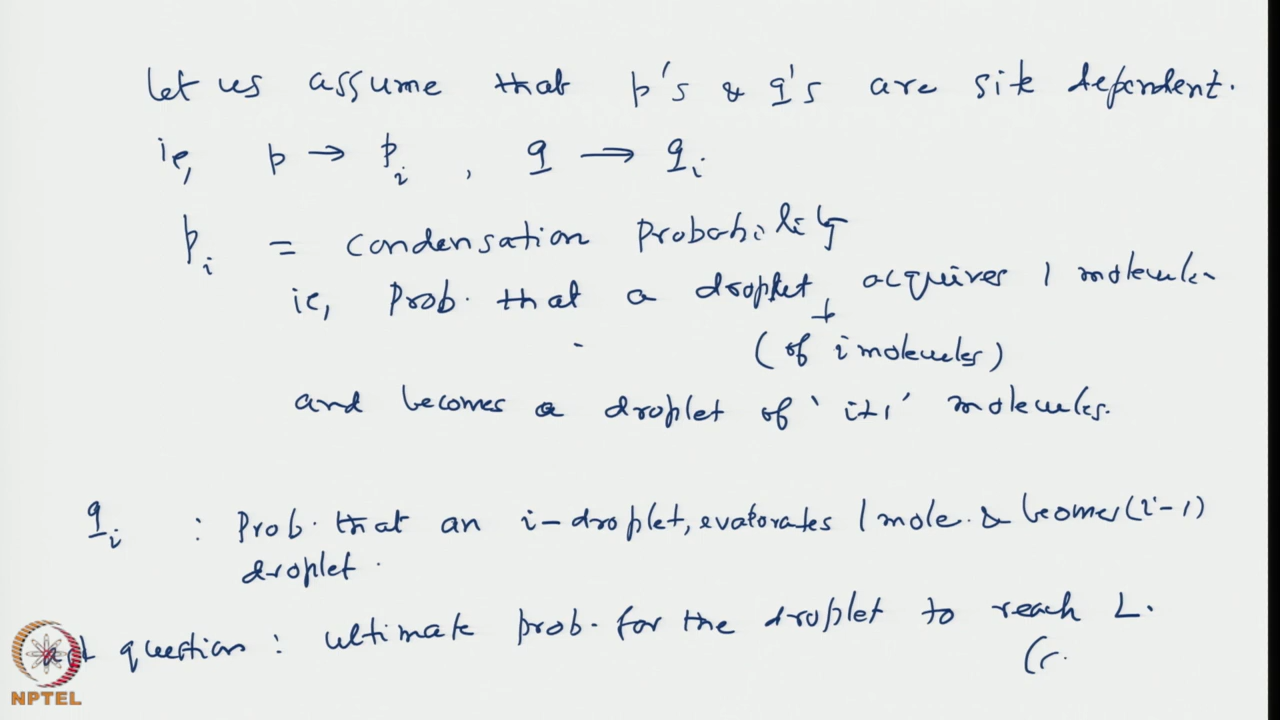 let us assume that p's & q's are site dependent.
ie, p → p_i , q → q_i
p_i = condensation Probability
ie, Prob. that a droplet acquires 1 molecule
(of i molecules)
and becomes a droplet of 'i+1' molecules.
q_i : Prob. that an i-droplet, evaporates 1 mole. & becomes (i-1)
droplet.
question : ultimate prob. for the droplet to reach L.
(
NPTEL